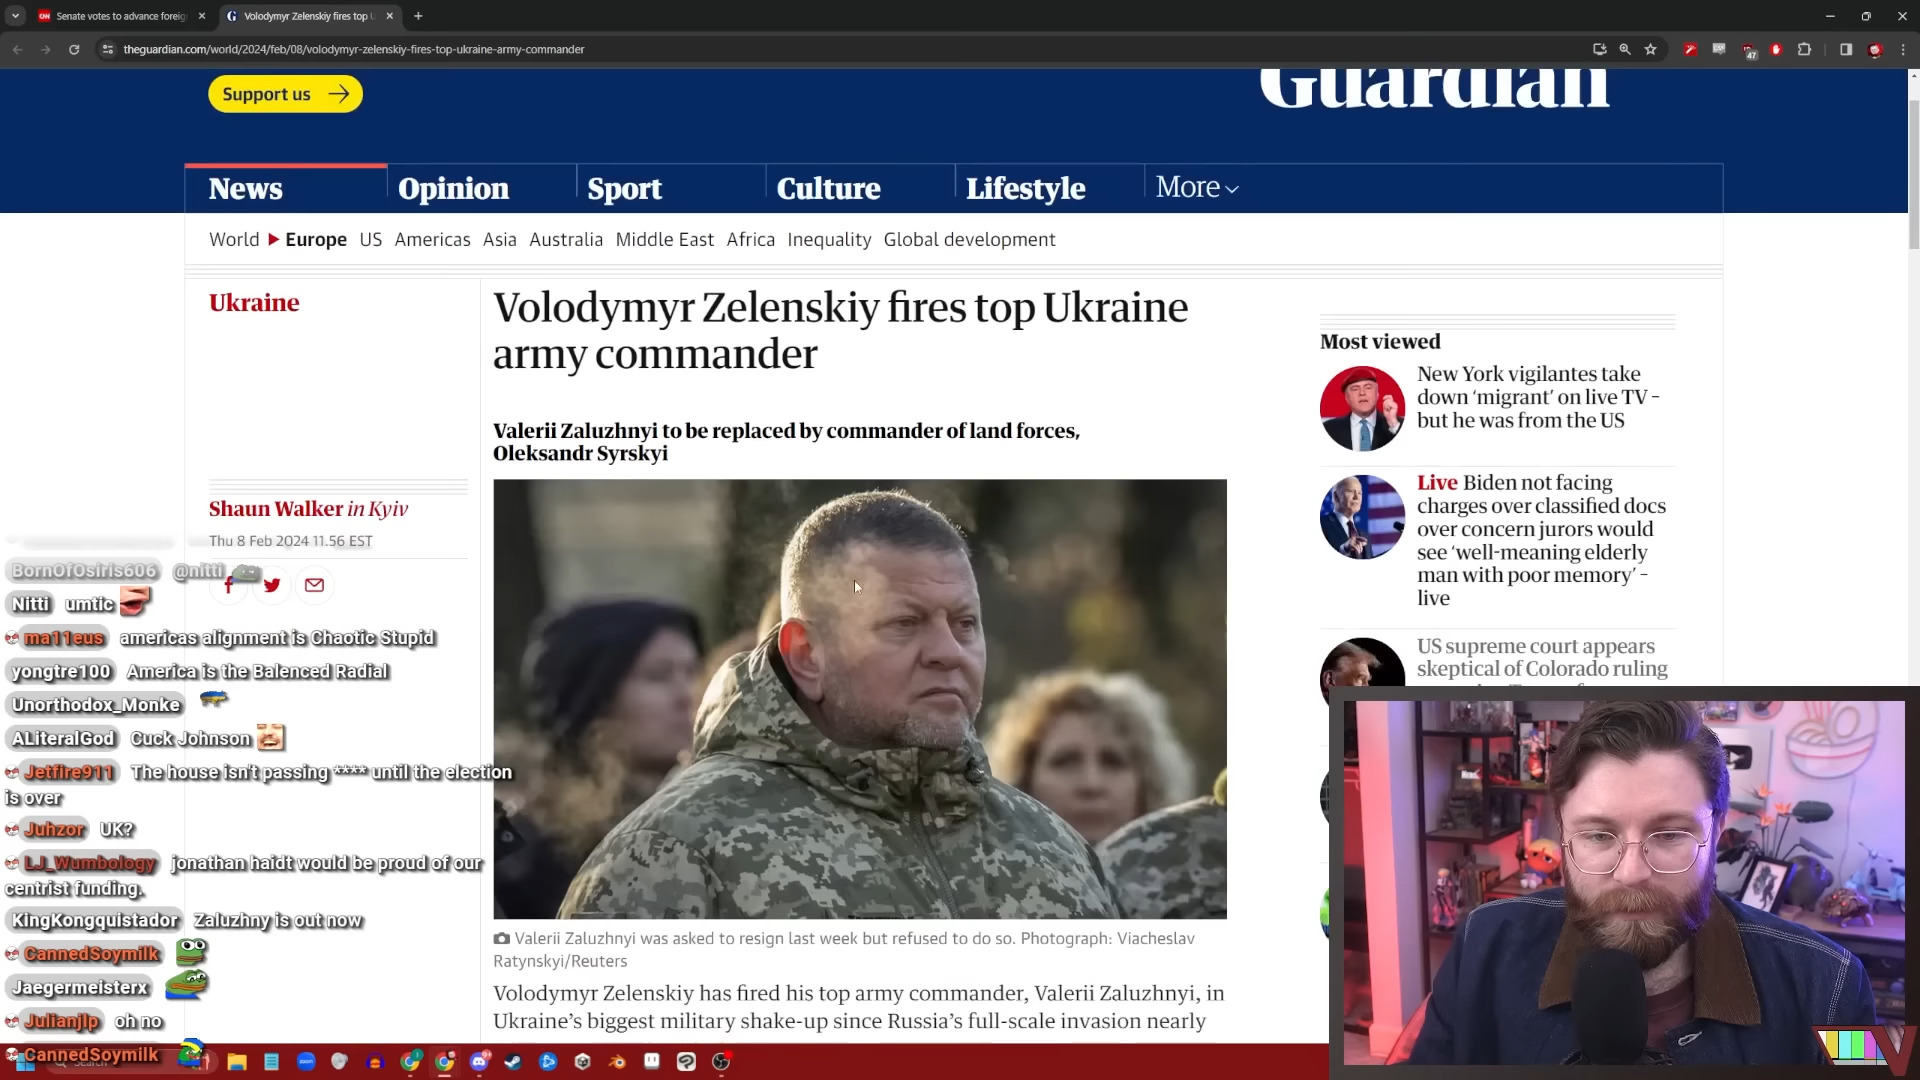 Senate votes to advance foreig
Volodymyr Zelenskiy fires top U
theguardian.com/world/2024/feb/08/volodymyr-zelenskiy-fires-top-ukraine-army-commander
47
Support us
Guardian
News
Opinion
Sport
Culture
Lifestyle
More
World
Europe
US
Americas
Asia
Australia
Middle East
Africa
Inequality
Global development
Ukraine
Volodymyr Zelenskiy fires top Ukraine
army commander
Valerii Zaluzhnyi to be replaced by commander of land forces,
Oleksandr Syrskyi
Shaun Walker in Kyiv
Thu 8 Feb 2024 11.56 EST
Valerii Zaluzhnyi was asked to resign last week but refused to do so. Photograph: Viacheslav
Ratynskyi/Reuters
Volodymyr Zelenskiy has fired his top army commander, Valerii Zaluzhnyi, in
Ukraine's biggest military shake-up since Russia's full-scale invasion nearly
Most viewed
New York vigilantes take
down 'migrant' on live TV –
but he was from the US
Live Biden not facing
charges over classified docs
over concern jurors would
see 'well-meaning elderly
man with poor memory' –
live
US supreme court appears
skeptical of Colorado ruling
BornOfOsiris606 @nitti
Nitti umtic
ma11eus americas alignment is Chaotic Stupid
yongtre100 America is the Balenced Radial
Unorthodox_Monke
ALiteralGod Cuck Johnson
Jetfire911 The house isn't passing **** until the election
is over
Juhzor UK?
LJ_Wumbology jonathan haidt would be proud of our
centrist funding.
KingKongquistador Zaluzhny is out now
CannedSoymilk
Jaegermeisterx
Julianjlp oh no
CannedSoymilk
Search